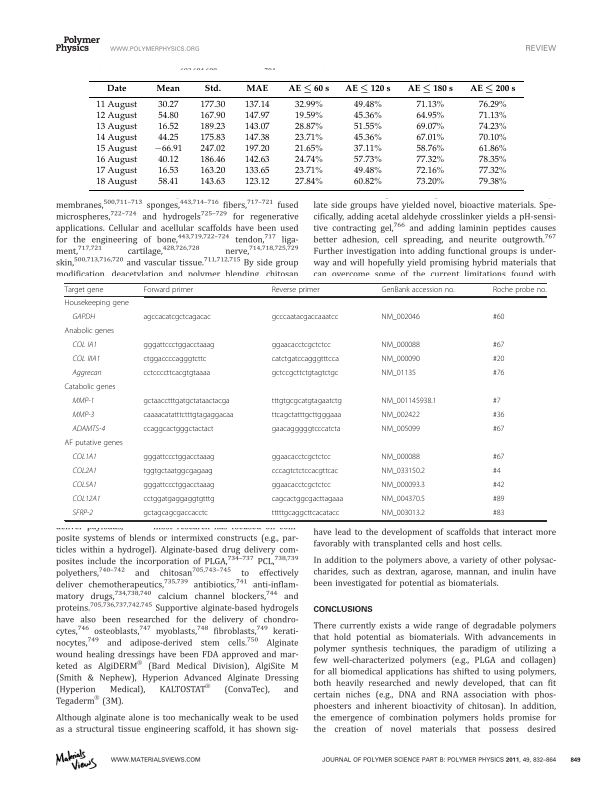 Polymer
Physics WWW.POLYMERPHYSICS.ORG REVIEW
Date Mean Std. MAE AE ≤ 60 s AE ≤ 120 s AE ≤ 180 s AE ≤ 200 s
11 August 30.27 177.30 137.14 32.99% 49.48% 71.13% 76.29%
12 August 54.80 167.90 147.97 19.59% 45.36% 64.95% 71.13%
13 August 16.52 189.23 143.07 28.87% 51.55% 69.07% 74.23%
14 August 44.25 175.83 147.38 23.71% 45.36% 67.01% 70.10%
15 August −66.91 247.02 197.20 21.65% 37.11% 58.76% 61.86%
16 August 40.12 186.46 142.63 24.74% 57.73% 77.32% 78.35%
17 August 16.53 163.20 133.65 23.71% 49.48% 72.16% 77.32%
18 August 58.41 143.63 123.12 27.84% 60.82% 73.20% 79.38%
membranes,500,711–713 sponges,443,714–716 fibers,717–721 fused
microspheres,722–724 and hydrogels725–729 for regenerative
applications. Cellular and acellular scaffolds have been used
for the engineering of bone,443,719,722–724 tendon,717 liga-
ment,717,721 cartilage,428,726,728 nerve,714,718,725,729
skin,500,713,716,720 and vascular tissue.711,712,715 By side group
modification, deacetylation and polymer blending, chitosan
late side groups have yielded novel, bioactive materials. Spe-
cifically, adding acetal aldehyde crosslinker yields a pH-sensi-
tive contracting gel,766 and adding laminin peptides causes
better adhesion, cell spreading, and neurite outgrowth.767
Further investigation into adding functional groups is under-
way and will hopefully yield promising hybrid materials that
can overcome some of the current limitations found with
Target gene Forward primer Reverse primer GenBank accession no. Roche probe no.
Housekeeping gene
GAPDH agccacatcgctcagacac gcccaatacgaccaaatcc NM_002046 #60
Anabolic genes
COL IA1 gggattccctggacctaaag ggaacacctcgctctcc NM_000088 #67
COL IIIA1 ctggaccccagggtcttc catctgatccagggtttcca NM_000090 #20
Aggrecan cctccccttcacgtgtaaaa gctccgcttctgtagtctgc NM_01135 #76
Catabolic genes
MMP-1 gctaacctttgatgctataactacga tttgtgcgcatgtagaatctg NM_001145938.1 #7
MMP-3 caaaacatatttctttgtagaggacaa ttcagctatttgcttgggaaa NM_002422 #36
ADAMTS-4 ccaggcactgggctactact gaacagggggtcccatcta NM_005099 #67
AF putative genes
COL1A1 gggattccctggacctaaag ggaacacctcgctctcc NM_000088 #67
COL2A1 tggtgctaatggcgagaag cccagtctctccacgttcac NM_033150.2 #4
COL5A1 gggattccctggacctaaag ggaacacctcgctctcc NM_000093.3 #42
COL12A1 cctggatgaggaggtgtttg cagcactggcgacttagaaa NM_004370.5 #89
SFRP-2 gctagcagcgaccacctc tttttgcaggcttcacatacc NM_003013.2 #83
posite systems of blends or intermixed constructs (e.g., par-
ticles within a hydrogel). Alginate-based drug delivery com-
posites include the incorporation of PLGA,734–737 PCL,738,739
polyethers,740–742 and chitosan705,743–745 to effectively
deliver chemotherapeutics,735,739 antibiotics,741 anti-inflam-
matory drugs,734,738,740 calcium channel blockers,744 and
proteins.705,736,737,742,745 Supportive alginate-based hydrogels
have also been researched for the delivery of chondro-
cytes,746 osteoblasts,747 myoblasts,748 fibroblasts,749 kerati-
nocytes,749 and adipose-derived stem cells.750 Alginate
wound healing dressings have been FDA approved and mar-
keted as AlgiDERM® (Bard Medical Division), AlgiSite M
(Smith & Nephew), Hyperion Advanced Alginate Dressing
(Hyperion Medical), KALTOSTAT® (ConvaTec), and
Tegaderm® (3M).
Although alginate alone is too mechanically weak to be used
as a structural tissue engineering scaffold, it has shown sig-
have lead to the development of scaffolds that interact more
favorably with transplanted cells and host cells.
In addition to the polymers above, a variety of other polysac-
charides, such as dextran, agarose, mannan, and inulin have
been investigated for potential as biomaterials.
CONCLUSIONS
There currently exists a wide range of degradable polymers
that hold potential as biomaterials. With advancements in
polymer synthesis techniques, the paradigm of utilizing a
few well-characterized polymers (e.g., PLGA and collagen)
for all biomedical applications has shifted to using polymers,
both heavily researched and newly developed, that can fit
certain niches (e.g., DNA and RNA association with phos-
phoesters and inherent bioactivity of chitosan). In addition,
the emergence of combination polymers holds promise for
the creation of novel materials that possess desired
Materials
Views WWW.MATERIALSVIEWS.COM JOURNAL OF POLYMER SCIENCE PART B: POLYMER PHYSICS 2011, 49, 832–864 849